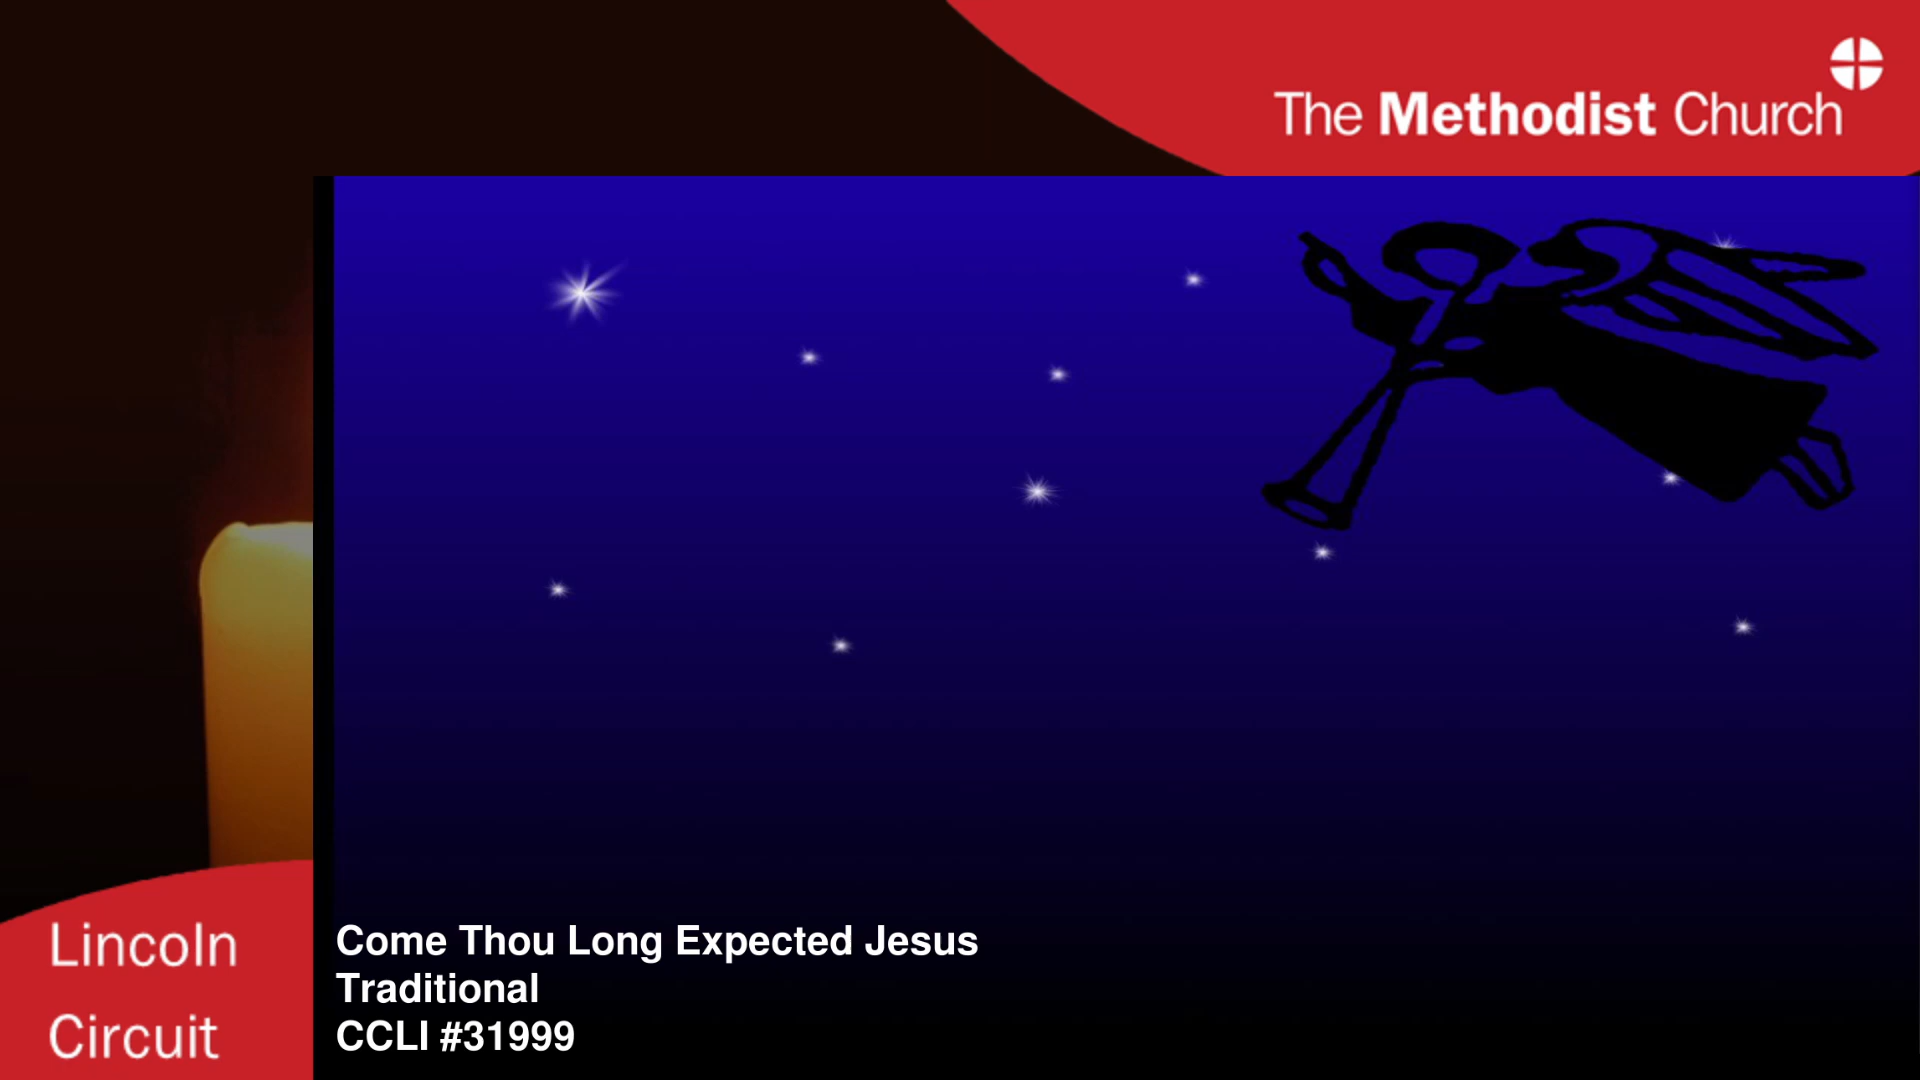 The Methodist Church
Come Thou Long Expected Jesus
Traditional
CCLI #31999
Lincoln
Circuit